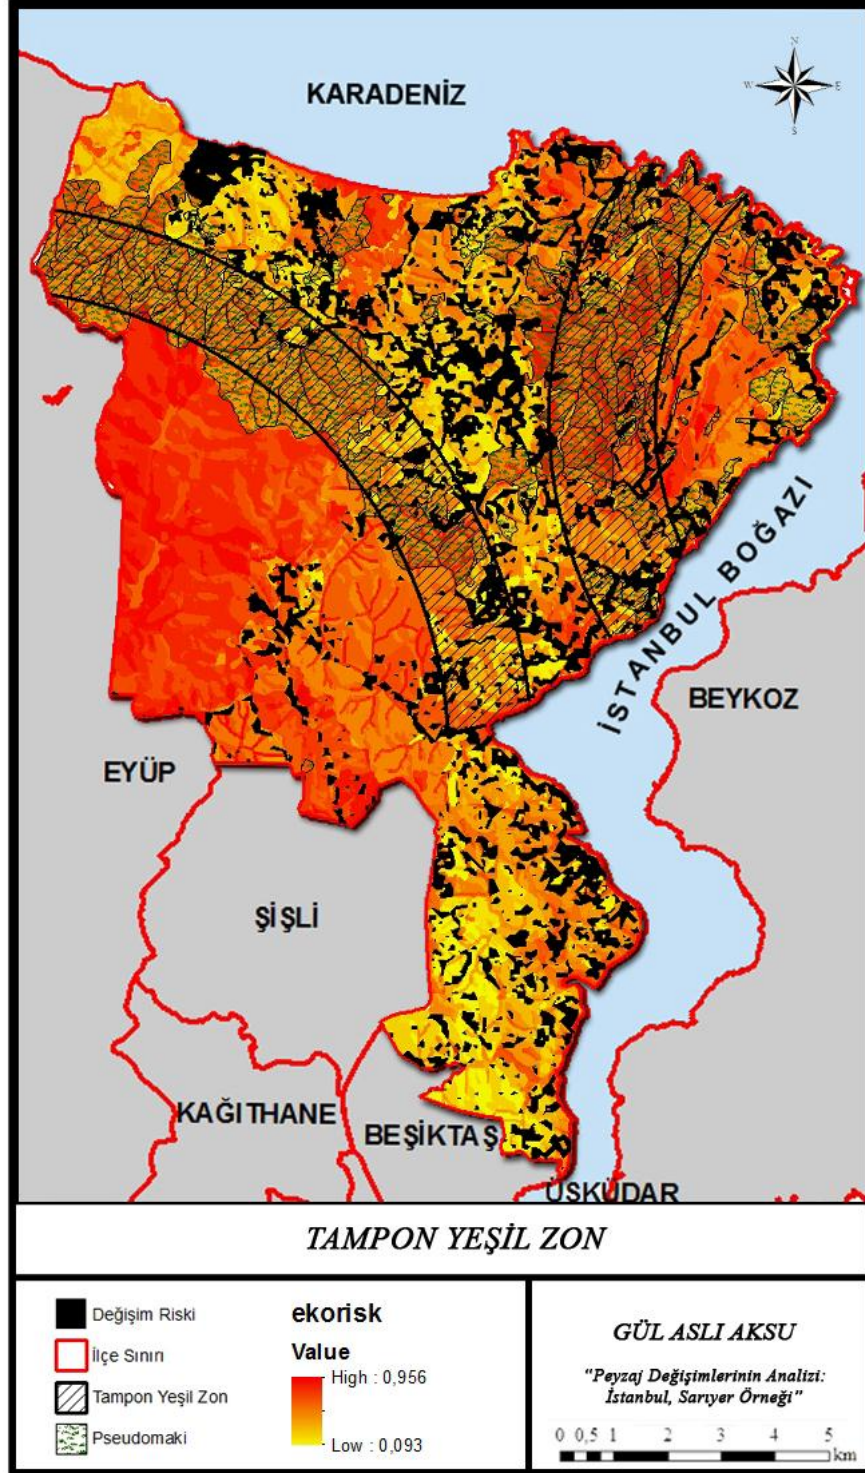 N
W
E
S
KARADENİZ
İSTANBUL BOĞAZI
BEYKOZ
EYÜP
ŞİŞLİ
KAĞITHANE
BEŞİKTAŞ
ÜSKÜDAR
TAMPON YEŞİL ZON
Değişim Riski
İlçe Sınırı
Tampon Yeşil Zon
Pseudomaki
ekorisk
Value
High : 0,956
Low : 0,093
GÜL ASLI AKSU
"Peyzaj Değişimlerinin Analizi:
İstanbul, Sarıyer Örneği"
0 0,5 1 2 3 4 5
km